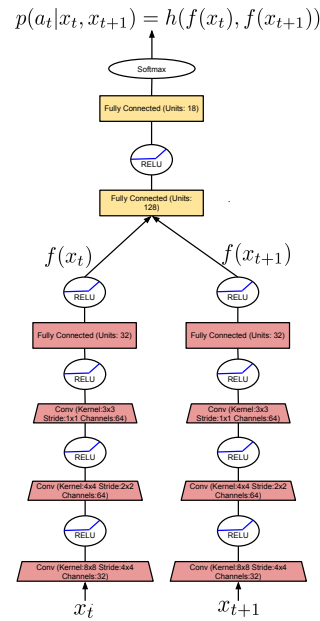 p(a_t|x_t, x_{t+1}) = h(f(x_t), f(x_{t+1}))
Softmax
Fully Connected (Units: 18)
RELU
Fully Connected (Units:
128)
f(x_t)
f(x_{t+1})
RELU
RELU
Fully Connected (Units: 32)
Fully Connected (Units: 32)
RELU
RELU
Conv (Kernel:3x3
Stride:1x1 Channels:64)
Conv (Kernel:3x3
Stride:1x1 Channels:64)
RELU
RELU
Conv (Kernel:4x4 Stride:2x2
Channels:64)
Conv (Kernel:4x4 Stride:2x2
Channels:64)
RELU
RELU
Conv (Kernel:8x8 Stride:4x4
Channels:32)
Conv (Kernel:8x8 Stride:4x4
Channels:32)
x_i
x_{t+1}